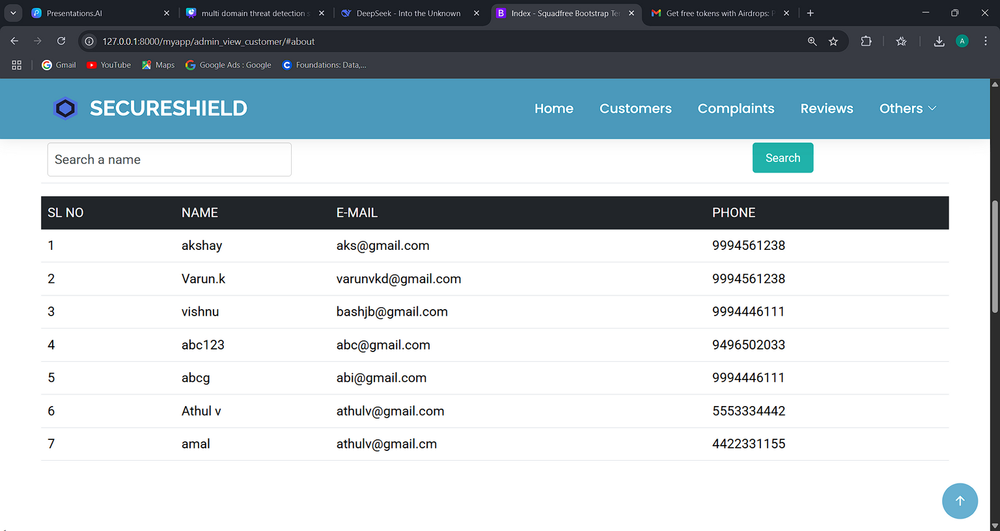 Presentations.AI
multi domain threat detection s
DeepSeek - Into the Unknown
Index - Squadfree Bootstrap Te
Get free tokens with Airdrops:
127.0.0.1:8000/myapp/admin_view_customer/#about
A
Gmail
YouTube
Maps
Google Ads : Google
Foundations: Data,...
SECURESHIELD
Home
Customers
Complaints
Reviews
Others
Search a name
Search
SL NO NAME E-MAIL PHONE
1 akshay aks@gmail.com 9994561238
2 Varun.k varunvkd@gmail.com 9994561238
3 vishnu bashjb@gmail.com 9994446111
4 abc123 abc@gmail.com 9496502033
5 abcg abi@gmail.com 9994446111
6 Athul v athulv@gmail.com 5553334442
7 amal athulv@gmail.cm 4422331155